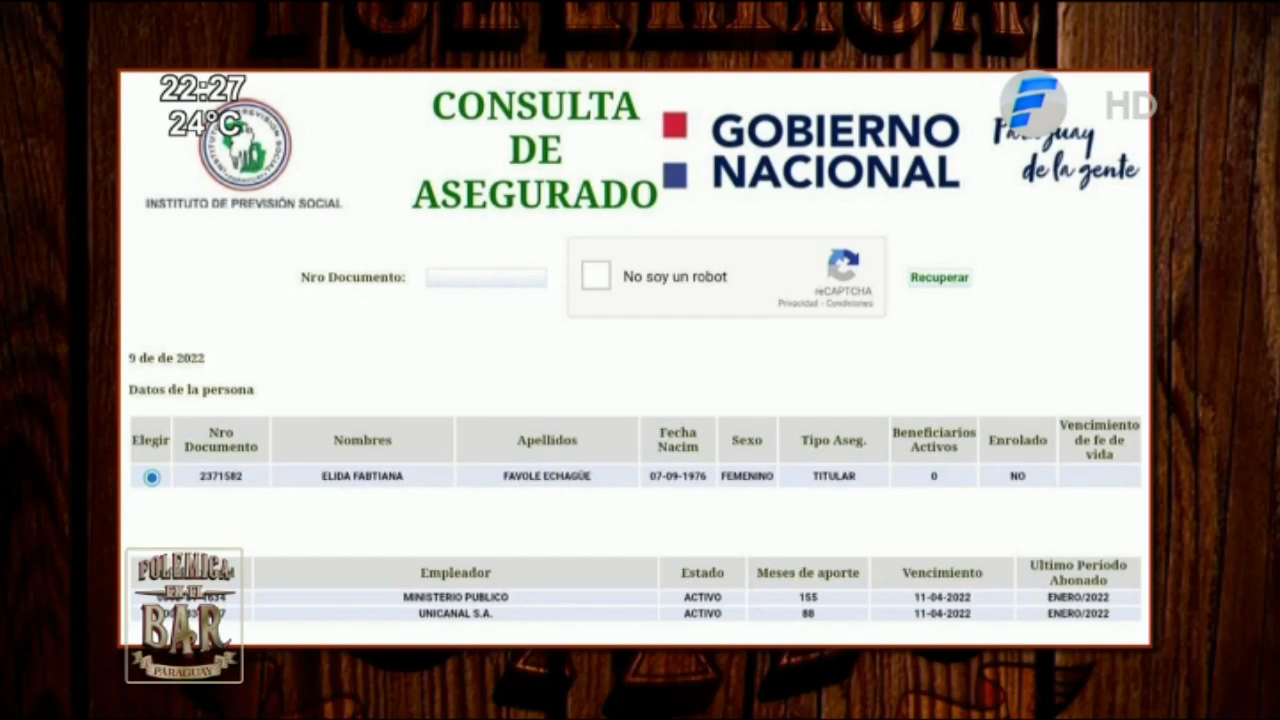 22:27
24°C
INSTITUTO DE PREVISIÓN SOCIAL
CONSULTA
DE
ASEGURADO
GOBIERNO
NACIONAL
Paraguay
de la gente
HD
Nro Documento:
No soy un robot
reCAPTCHA
Privacidad - Condiciones
Recuperar
9 de de 2022
Datos de la persona
Elegir Nro Documento Nombres Apellidos Fecha Nacim Sexo Tipo Aseg. Beneficiarios Activos Enrolado Vencimiento de fe de vida
2371582 ELIDA FABTIANA FAVOLE ECHAGÜE 07-09-1976 FEMENINO TITULAR 0 NO
Empleador Estado Meses de aporte Vencimiento Ultimo Periodo Abonado
MINISTERIO PUBLICO ACTIVO 155 11-04-2022 ENERO/2022
UNICANAL S.A. ACTIVO 88 11-04-2022 ENERO/2022
POLEMICA
EN EL
BAR
PARAGUAY